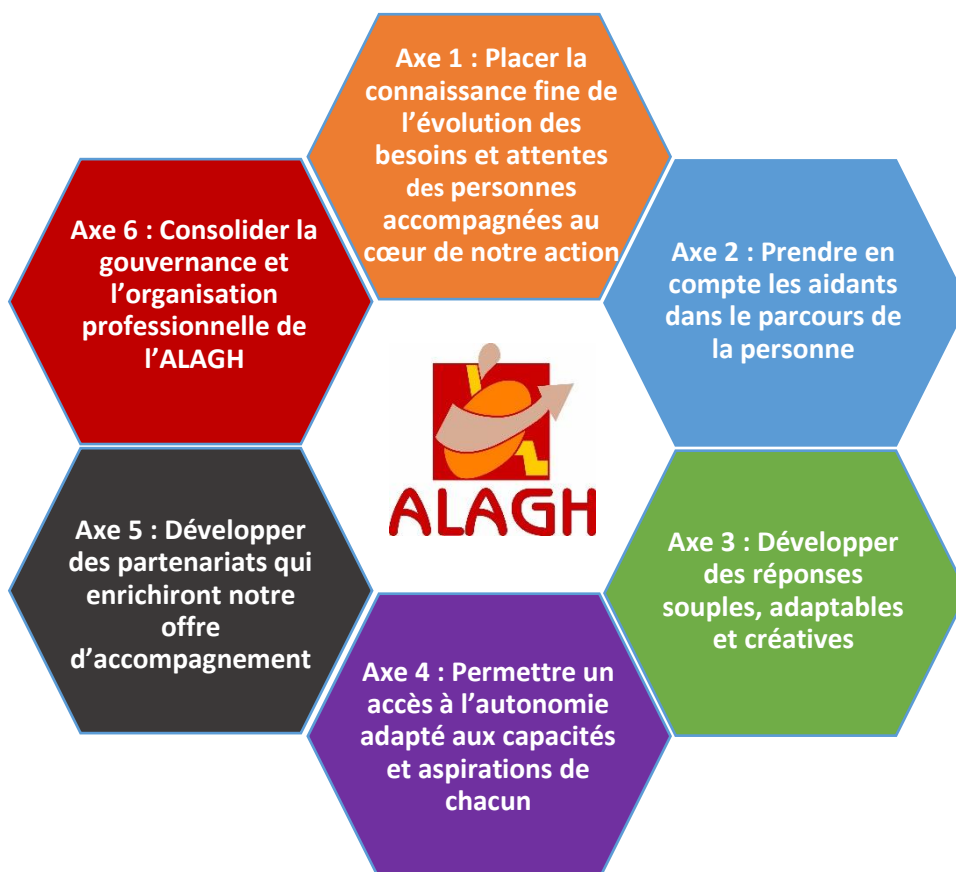 Axe 1 : Placer la
connaissance fine de
l’évolution des
besoins et attentes
des personnes
accompagnées au
cœur de notre action
Axe 2 : Prendre en
compte les aidants
dans le parcours de
la personne
Axe 3 : Développer
des réponses
souples, adaptables
et créatives
Axe 4 : Permettre un
accès à l’autonomie
adapté aux capacités
et aspirations de
chacun
Axe 5 : Développer
des partenariats qui
enrichiront notre
offre
d’accompagnement
Axe 6 : Consolider la
gouvernance et
l’organisation
professionnelle de
l’ALAGH
ALAGH